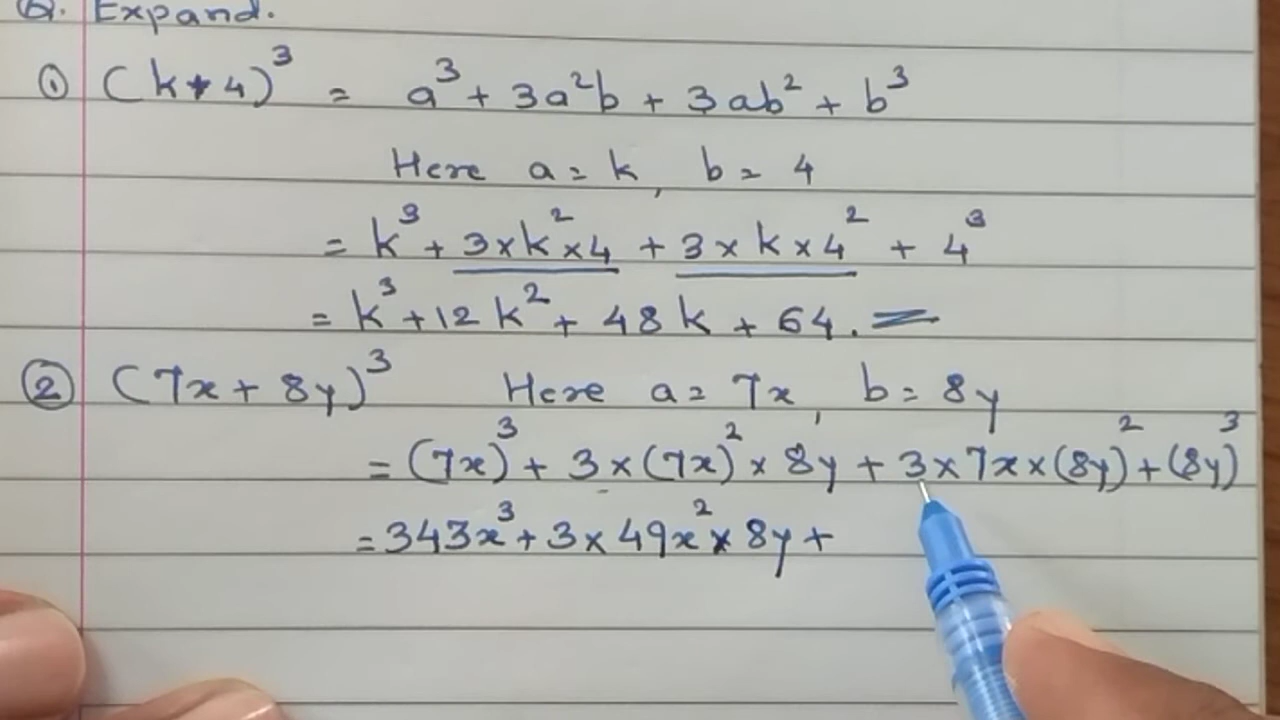 Q. Expand.
① (k+4)³ = a³ + 3a²b + 3ab² + b³
Here a = k, b = 4
= k³ + 3×k²×4 + 3×k×4² + 4³
= k³ + 12k² + 48k + 64.
② (7x + 8y)³ Here a = 7x, b = 8y
= (7x)³ + 3×(7x)²×8y + 3×7x×(8y)² + (8y)³
= 343x³ + 3×49x²×8y +